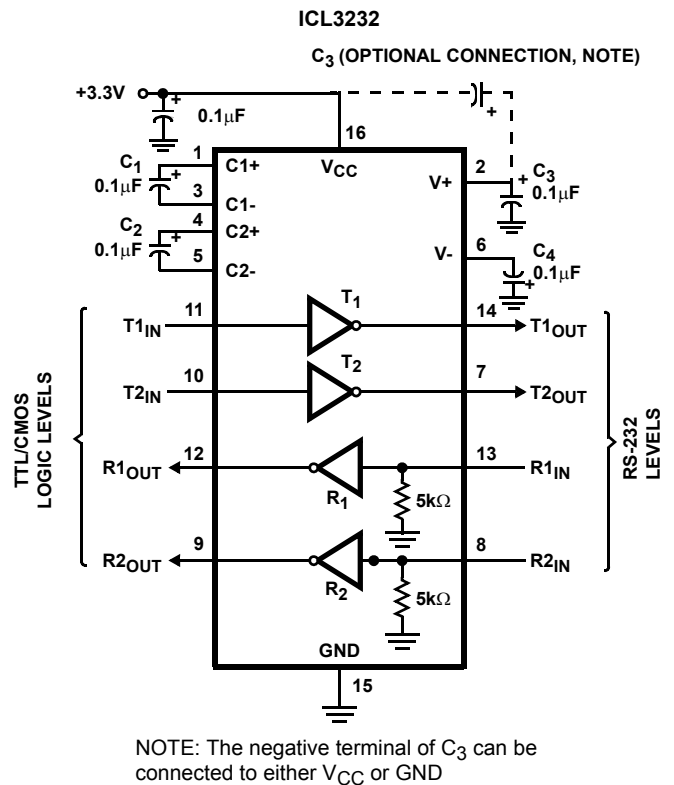 ICL3232
C3 (OPTIONAL CONNECTION, NOTE)
+3.3V
+
0.1μF
+
16
1
C1
0.1μF
+
C1+
VCC
2
V+
+
C3
0.1μF
3
C1-
4
C2
0.1μF
+
C2+
5
C2-
6
V-
C4
0.1μF
+
TTL/CMOS
LOGIC LEVELS
RS-232
LEVELS
T1IN
11
T1
14
T1OUT
T2IN
10
T2
7
T2OUT
R1OUT
12
R1
13
R1IN
5kΩ
R2OUT
9
R2
8
R2IN
5kΩ
GND
15
NOTE: The negative terminal of C3 can be
connected to either VCC or GND